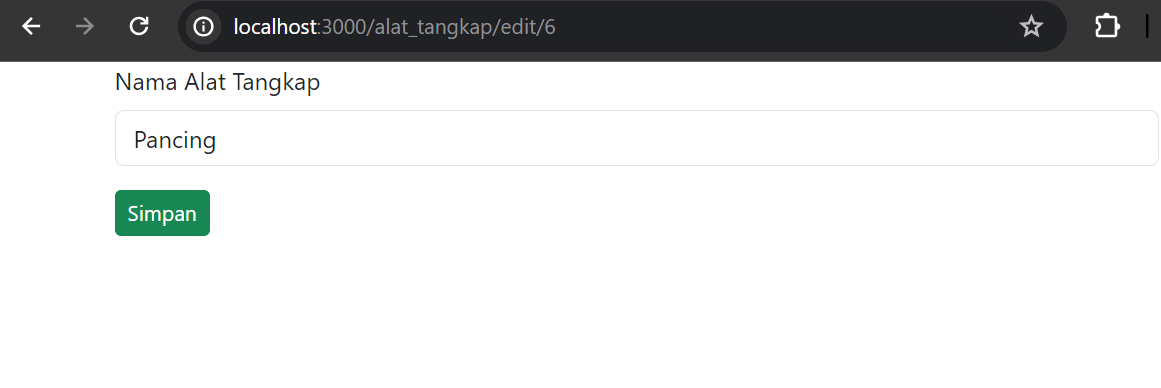 localhost:3000/alat_tangkap/edit/6
Nama Alat Tangkap
Pancing
Simpan